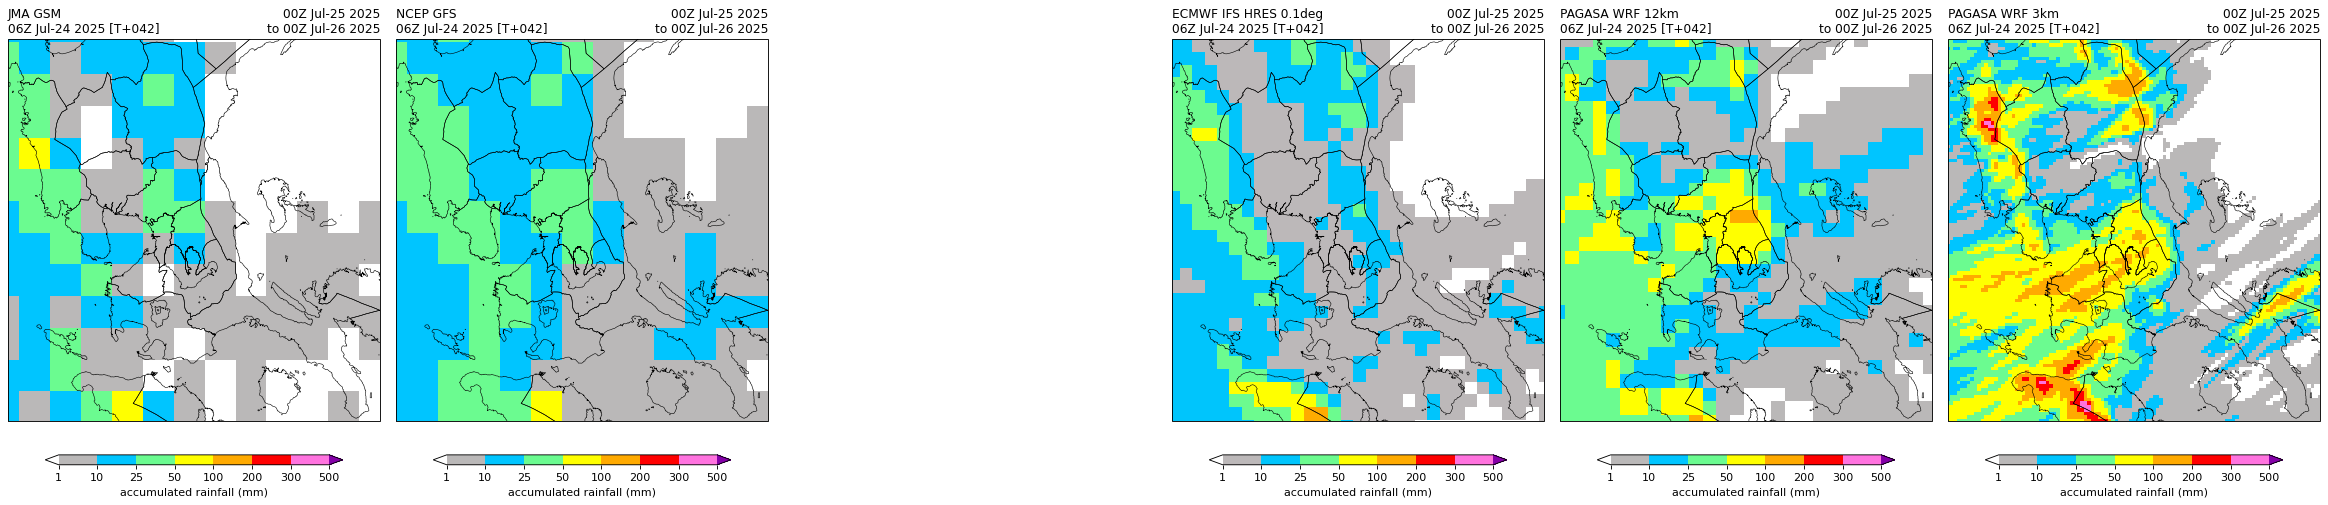 JMA GSM 00Z Jul-25 2025
06Z Jul-24 2025 [T+042] to 00Z Jul-26 2025
1 10 25 50 100 200 300 500
accumulated rainfall (mm)
NCEP GFS 00Z Jul-25 2025
06Z Jul-24 2025 [T+042] to 00Z Jul-26 2025
1 10 25 50 100 200 300 500
accumulated rainfall (mm)
ECMWF IFS HRES 0.1deg 00Z Jul-25 2025
06Z Jul-24 2025 [T+042] to 00Z Jul-26 2025
1 10 25 50 100 200 300 500
accumulated rainfall (mm)
PAGASA WRF 12km 00Z Jul-25 2025
06Z Jul-24 2025 [T+042] to 00Z Jul-26 2025
1 10 25 50 100 200 300 500
accumulated rainfall (mm)
PAGASA WRF 3km 00Z Jul-25 2025
06Z Jul-24 2025 [T+042] to 00Z Jul-26 2025
1 10 25 50 100 200 300 500
accumulated rainfall (mm)